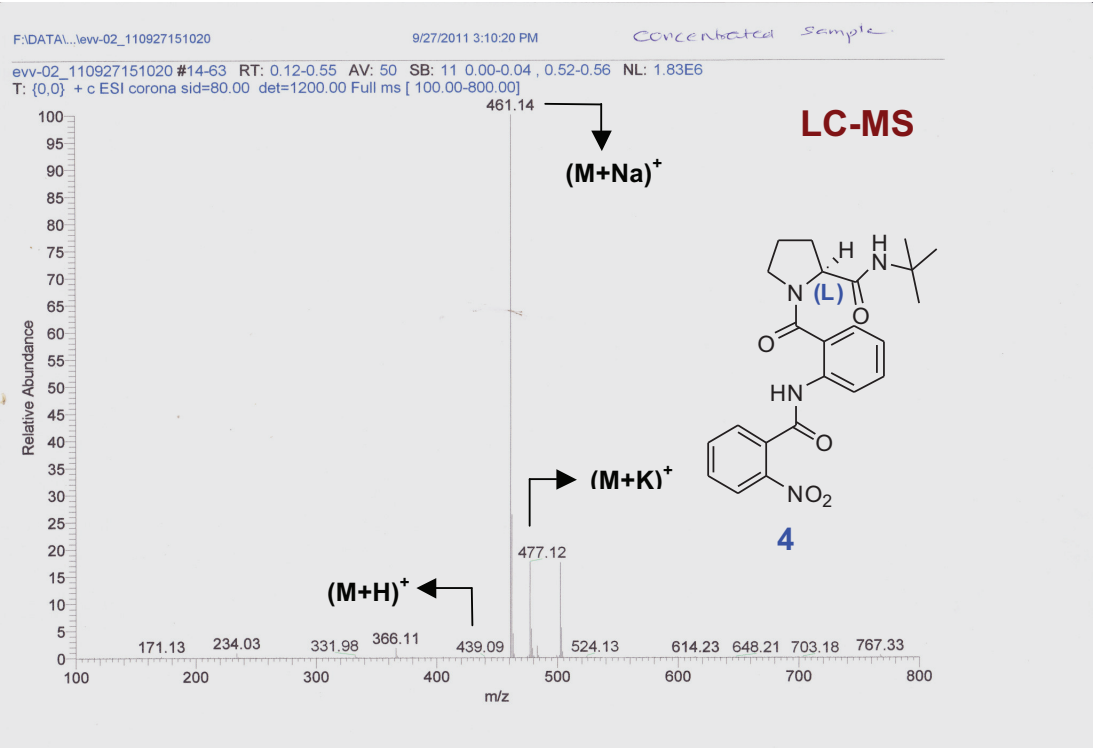 F:\DATA\...\evv-02_110927151020 9/27/2011 3:10:20 PM concentrated sample.
evv-02_110927151020 #14-63 RT: 0.12-0.55 AV: 50 SB: 11 0.00-0.04 , 0.52-0.56 NL: 1.83E6
T: {0,0} + c ESI corona sid=80.00 det=1200.00 Full ms [ 100.00-800.00]
461.14
LC-MS
(M+Na)+
H
H
N
N
(L)
O
O
HN
O
NO2
4
(M+K)+
477.12
(M+H)+
171.13 234.03 331.98 366.11 439.09 524.13 614.23 648.21 703.18 767.33
Relative Abundance
100
95
90
85
80
75
70
65
60
55
50
45
40
35
30
25
20
15
10
5
0
100 200 300 400 500 600 700 800
m/z